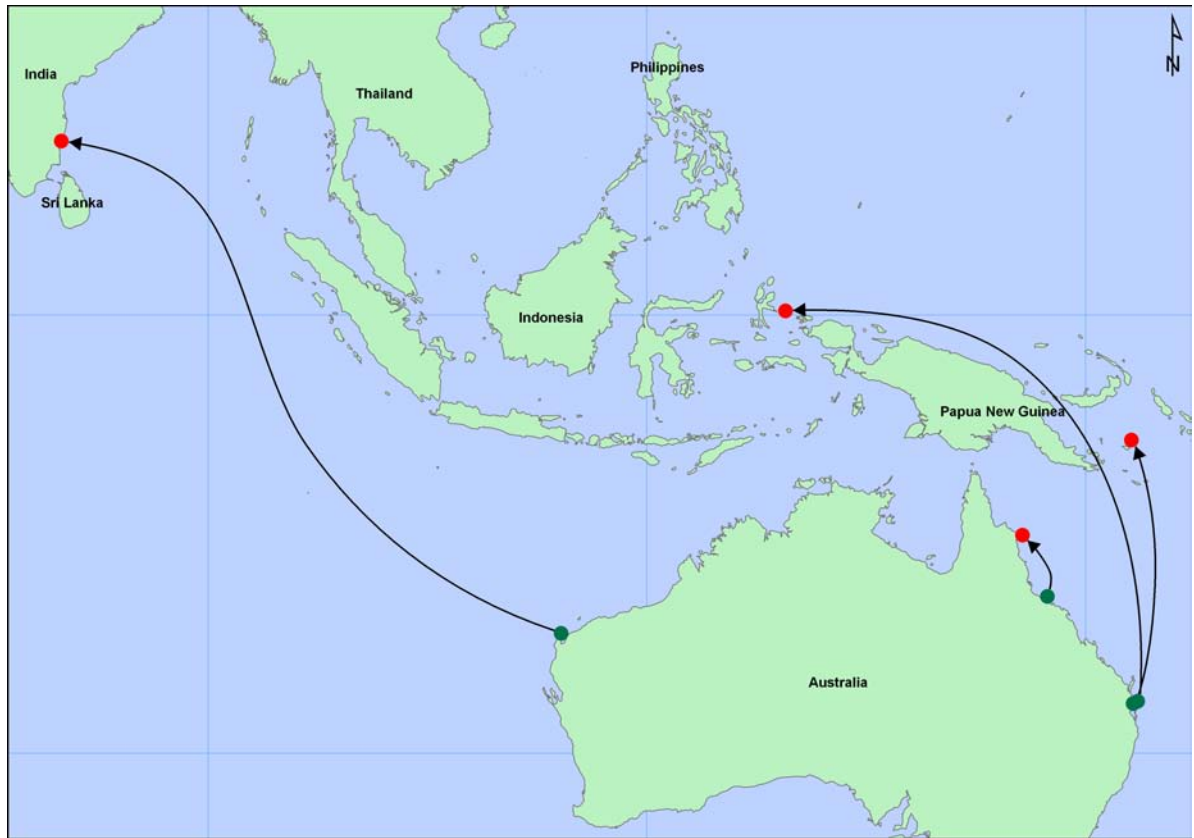 Philippines
India
Thailand
N
Sri Lanka
Indonesia
Papua New Guinea
Australia